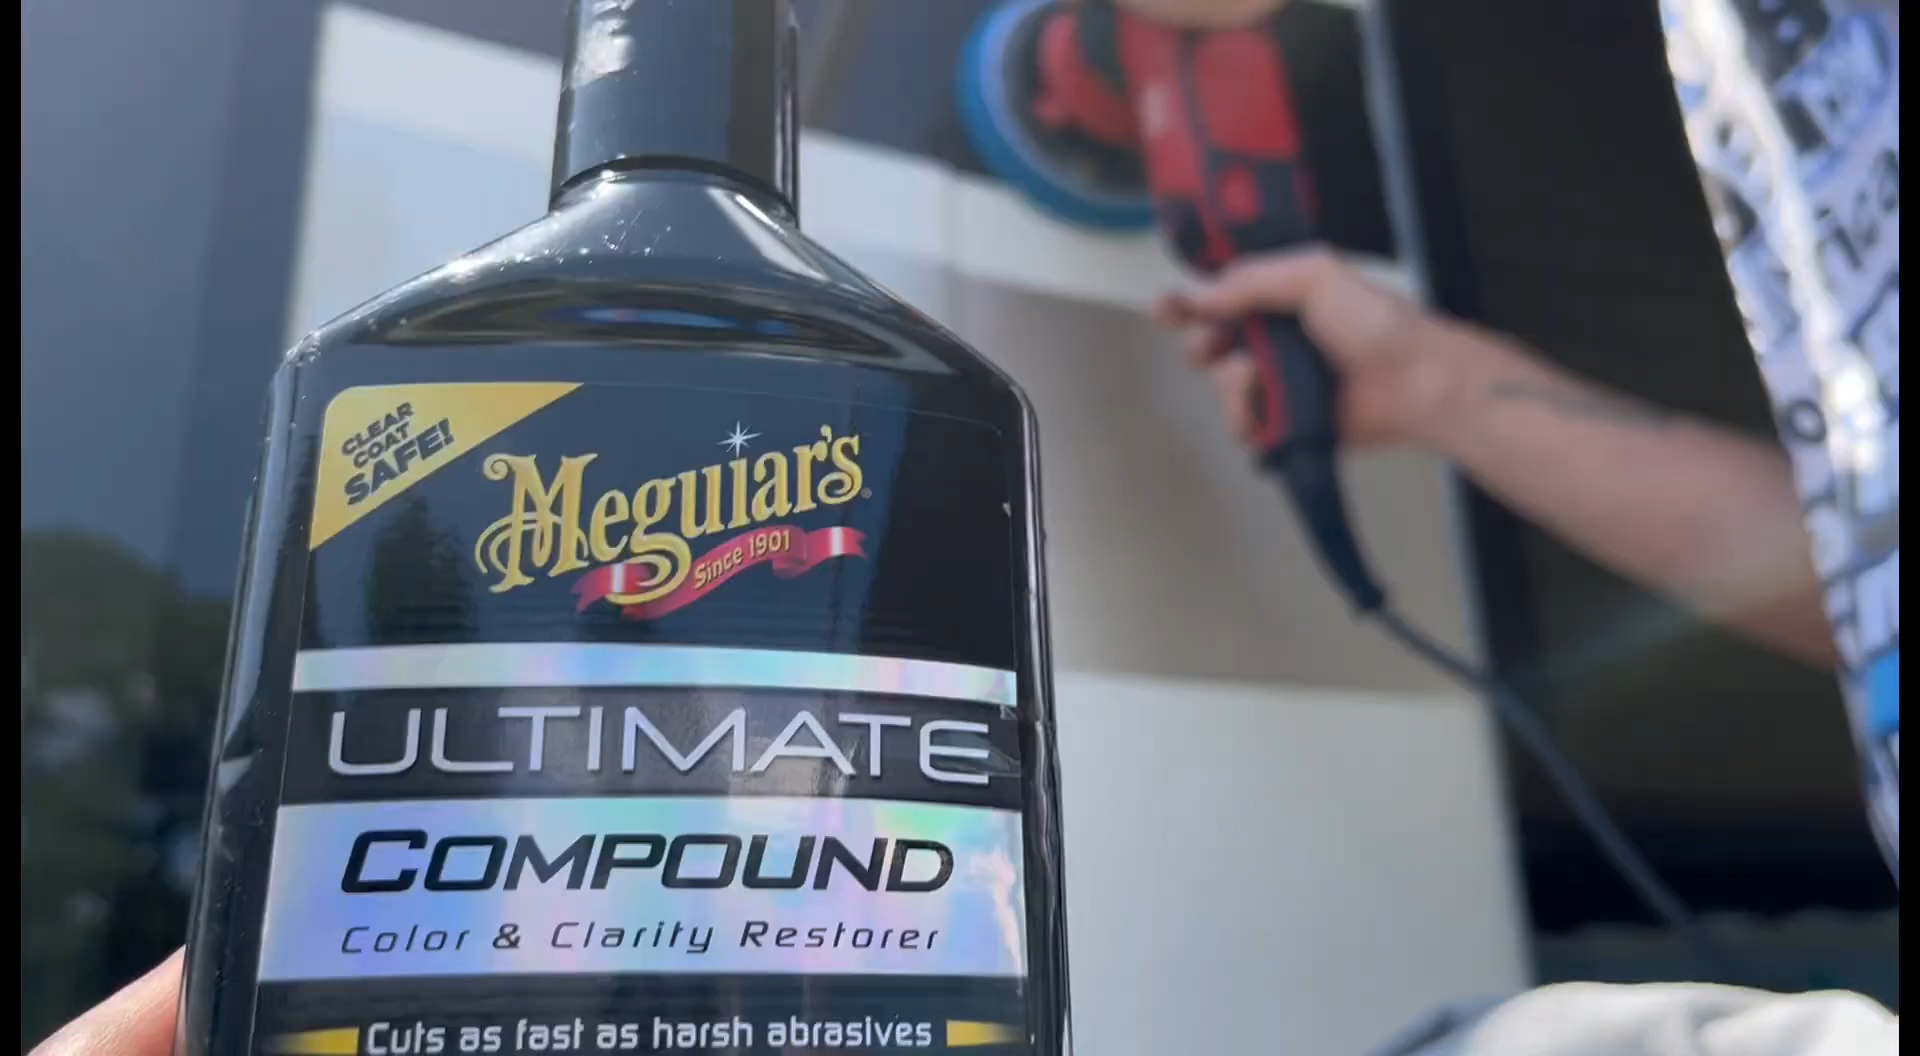 CLEAR
COAT
SAFE!
Meguiar's
Since 1901
ULTIMATE
COMPOUND
Color & Clarity Restorer
Cuts as fast as harsh abrasives